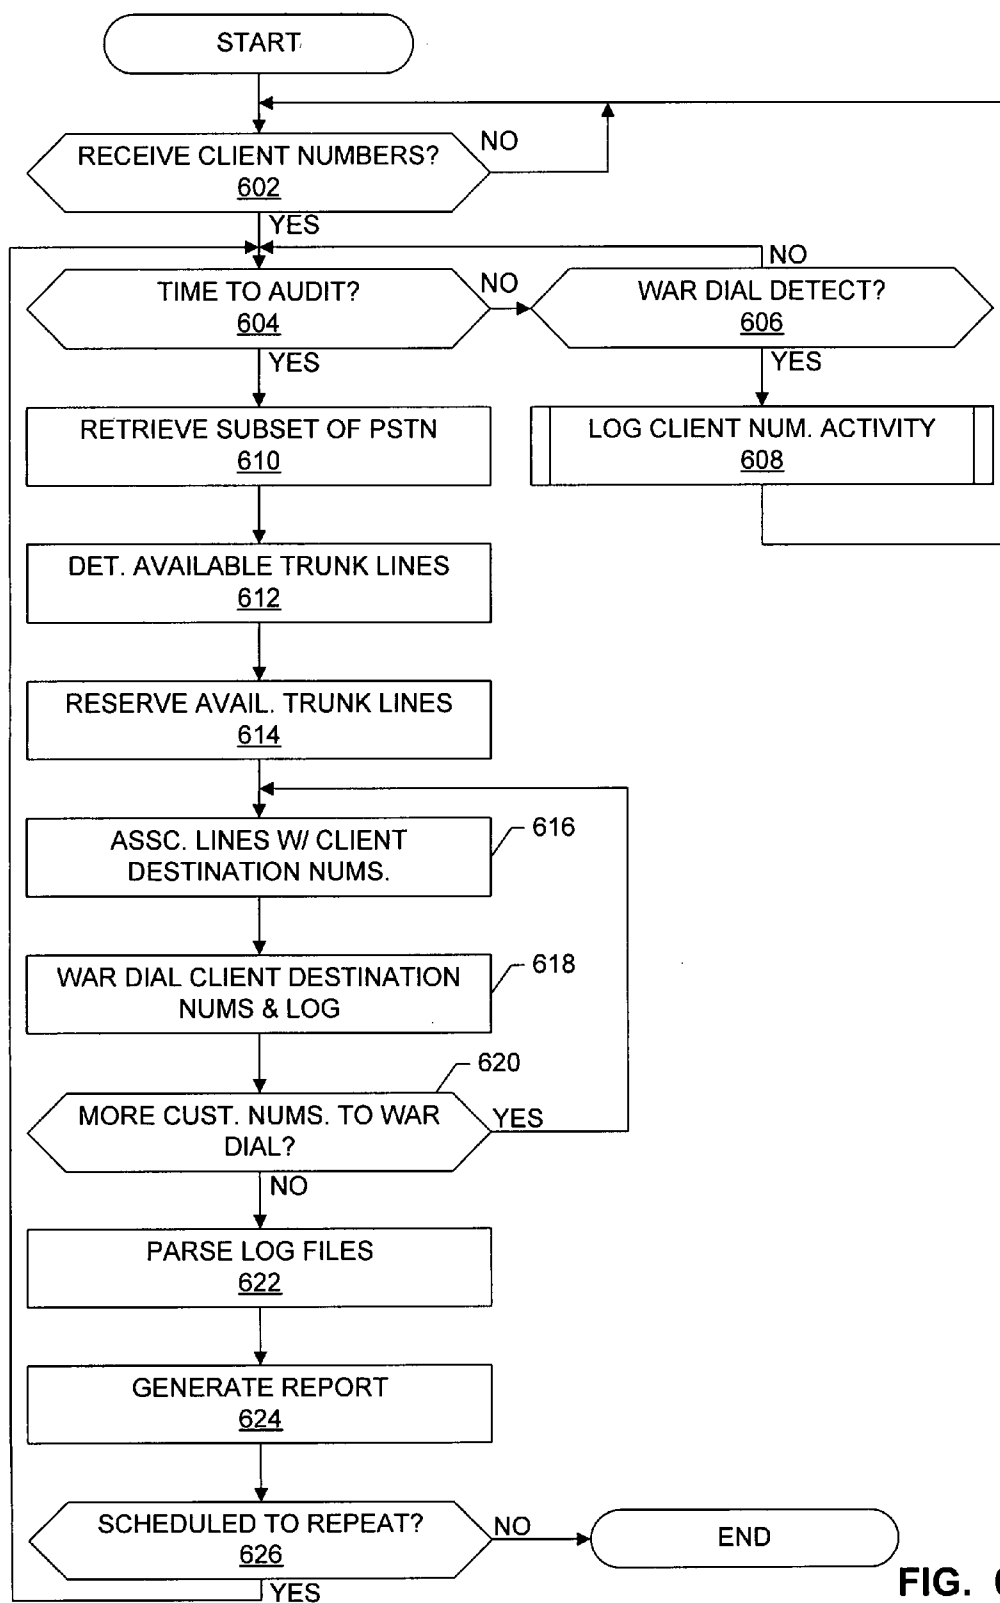 START
RECEIVE CLIENT NUMBERS?
602
NO
YES
TIME TO AUDIT?
604
NO
YES
WAR DIAL DETECT?
606
NO
YES
RETRIEVE SUBSET OF PSTN
610
LOG CLIENT NUM. ACTIVITY
608
DET. AVAILABLE TRUNK LINES
612
RESERVE AVAIL. TRUNK LINES
614
ASSC. LINES W/ CLIENT
DESTINATION NUMS.
616
WAR DIAL CLIENT DESTINATION
NUMS & LOG
618
620
MORE CUST. NUMS. TO WAR
DIAL?
YES
NO
PARSE LOG FILES
622
GENERATE REPORT
624
SCHEDULED TO REPEAT?
626
NO
YES
END
FIG. 6